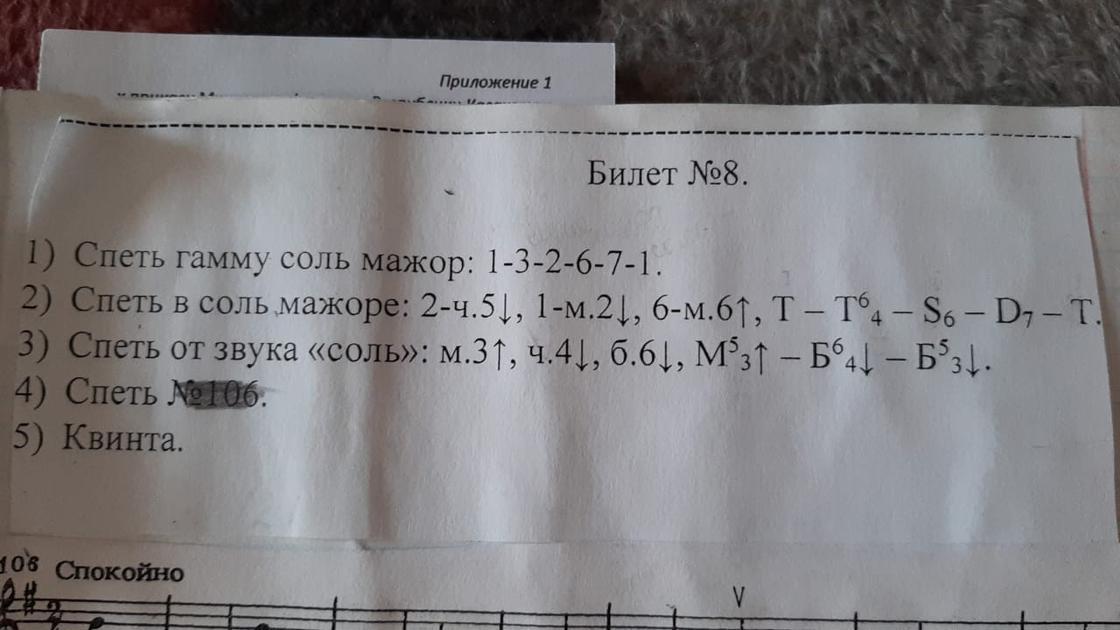 Приложение 1
Билет №8.
1) Спеть гамму соль мажор: 1-3-2-6-7-1.
2) Спеть в соль мажоре: 2-ч.5↓, 1-м.2↓, 6-м.6↑, Т – Т⁶₄ – S₆ – D₇ – Т.
3) Спеть от звука «соль»: м.3↑, ч.4↓, б.6↓, М⁵₃↑ – Б⁶₄↓ – Б⁵₃↓.
4) Спеть №106.
5) Квинта.
106 Спокойно